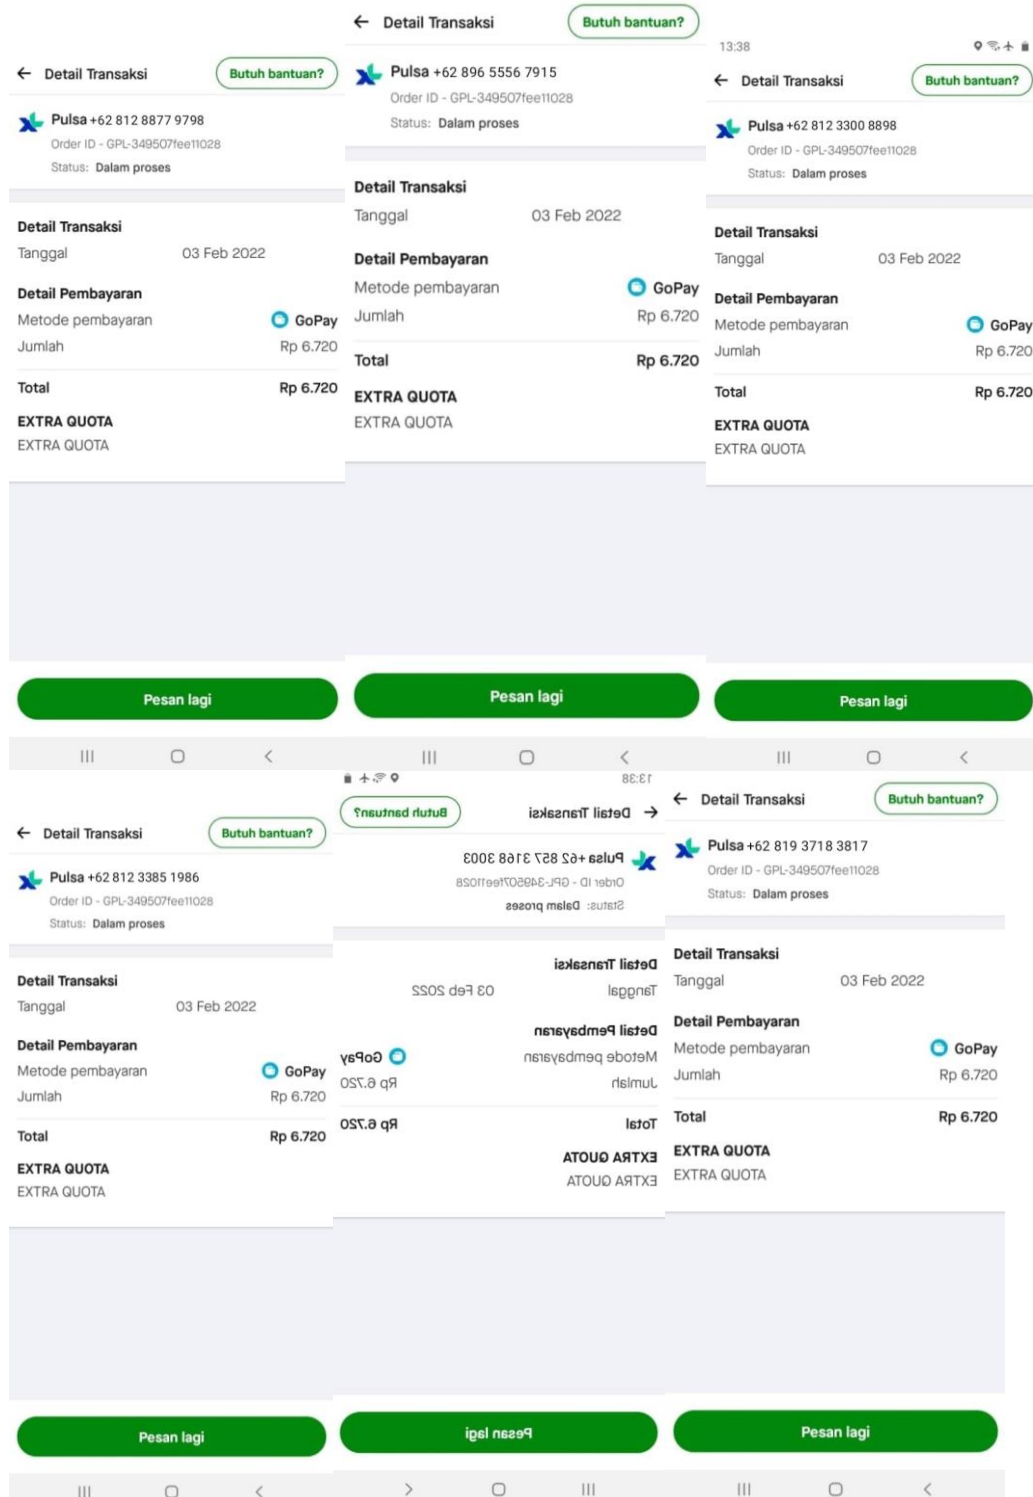 Detail Transaksi
Butuh bantuan?
Pulsa +62 812 8877 9798
Order ID - GPL-349507fee11028
Status: Dalam proses
Detail Transaksi
Tanggal 03 Feb 2022
Detail Pembayaran
Metode pembayaran GoPay
Jumlah Rp 6.720
Total Rp 6.720
EXTRA QUOTA
EXTRA QUOTA
Pesan lagi
Detail Transaksi
Butuh bantuan?
Pulsa +62 896 5556 7915
Order ID - GPL-349507fee11028
Status: Dalam proses
Detail Transaksi
Tanggal 03 Feb 2022
Detail Pembayaran
Metode pembayaran GoPay
Jumlah Rp 6.720
Total Rp 6.720
EXTRA QUOTA
EXTRA QUOTA
Pesan lagi
13:38
Detail Transaksi
Butuh bantuan?
Pulsa +62 812 3300 8898
Order ID - GPL-349507fee11028
Status: Dalam proses
Detail Transaksi
Tanggal 03 Feb 2022
Detail Pembayaran
Metode pembayaran GoPay
Jumlah Rp 6.720
Total Rp 6.720
EXTRA QUOTA
EXTRA QUOTA
Pesan lagi
Detail Transaksi
Butuh bantuan?
Pulsa +62 812 3385 1986
Order ID - GPL-349507fee11028
Status: Dalam proses
Detail Transaksi
Tanggal 03 Feb 2022
Detail Pembayaran
Metode pembayaran GoPay
Jumlah Rp 6.720
Total Rp 6.720
EXTRA QUOTA
EXTRA QUOTA
Pesan lagi
13:38
Detail Transaksi
Butuh bantuan?
Pulsa +62 857 3168 3003
Order ID - GPL-349507fee11028
Status: Dalam proses
Detail Transaksi
Tanggal 03 Feb 2022
Detail Pembayaran
Metode pembayaran GoPay
Jumlah Rp 6.720
Total Rp 6.720
EXTRA QUOTA
EXTRA QUOTA
Pesan lagi
Detail Transaksi
Butuh bantuan?
Pulsa +62 819 3718 3817
Order ID - GPL-349507fee11028
Status: Dalam proses
Detail Transaksi
Tanggal 03 Feb 2022
Detail Pembayaran
Metode pembayaran GoPay
Jumlah Rp 6.720
Total Rp 6.720
EXTRA QUOTA
EXTRA QUOTA
Pesan lagi